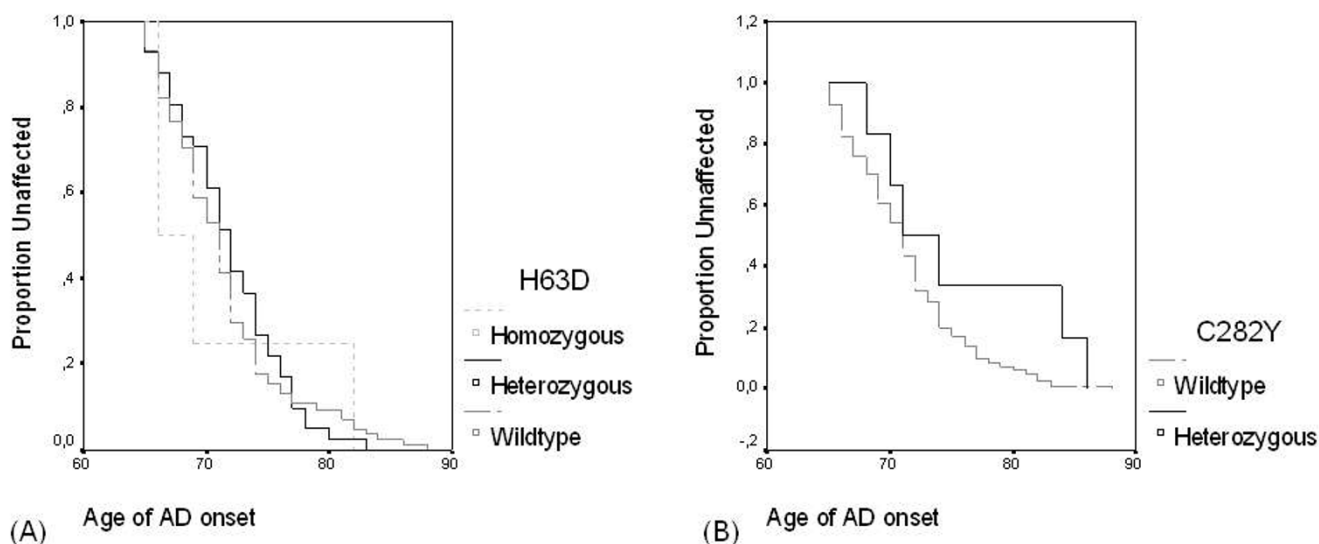 1,0
,8
,6
,4
,2
0,0
60
70
80
90
Proportion Unaffected
Age of AD onset
(A)
H63D
Homozygous
Heterozygous
Wildtype
1,2
1,0
,8
,6
,4
,2
0,0
-,2
60
70
80
90
Proportion Unnaffected
Age of AD onset
(B)
C282Y
Wildtype
Heterozygous